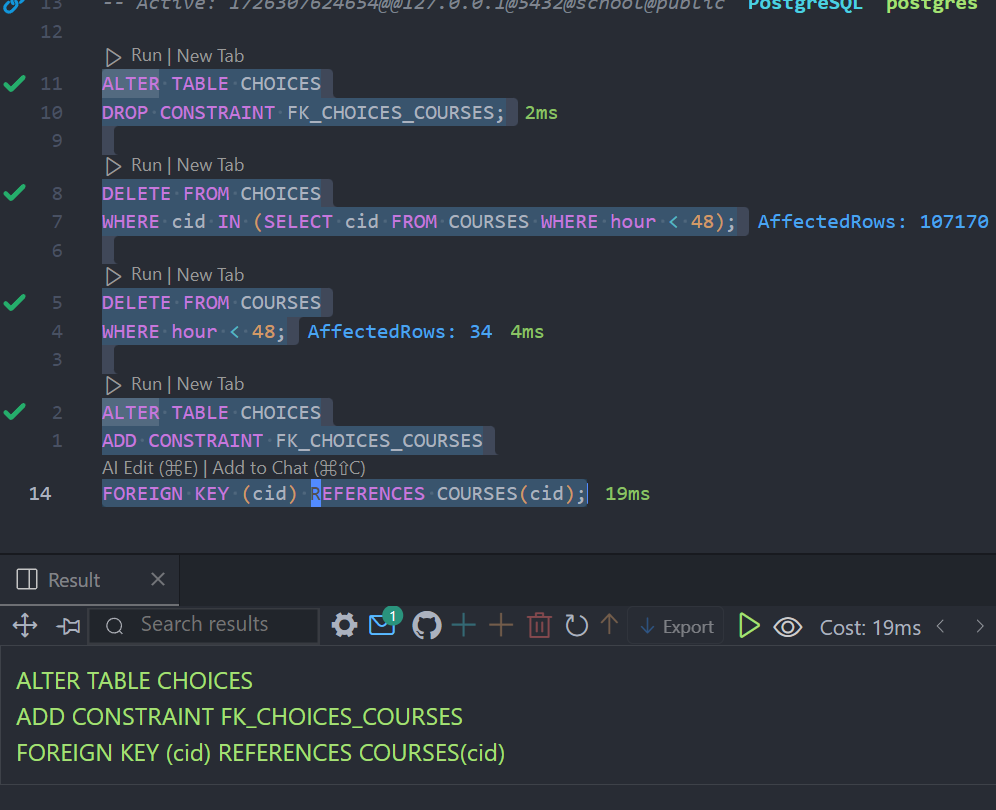 13 -- Active: 1726307624654@@127.0.0.1@5432@school@public PostgreSQL postgres
12
Run | New Tab
11 ALTER TABLE CHOICES
10 DROP CONSTRAINT FK_CHOICES_COURSES; 2ms
9
Run | New Tab
8 DELETE FROM CHOICES
7 WHERE cid IN (SELECT cid FROM COURSES WHERE hour < 48); AffectedRows: 107170
6
Run | New Tab
5 DELETE FROM COURSES
4 WHERE hour < 48; AffectedRows: 34 4ms
3
Run | New Tab
2 ALTER TABLE CHOICES
1 ADD CONSTRAINT FK_CHOICES_COURSES
AI Edit (⌘E) | Add to Chat (⌘⇧C)
14 FOREIGN KEY (cid) REFERENCES COURSES(cid); 19ms
Result
Search results 1 Export Cost: 19ms
ALTER TABLE CHOICES
ADD CONSTRAINT FK_CHOICES_COURSES
FOREIGN KEY (cid) REFERENCES COURSES(cid)